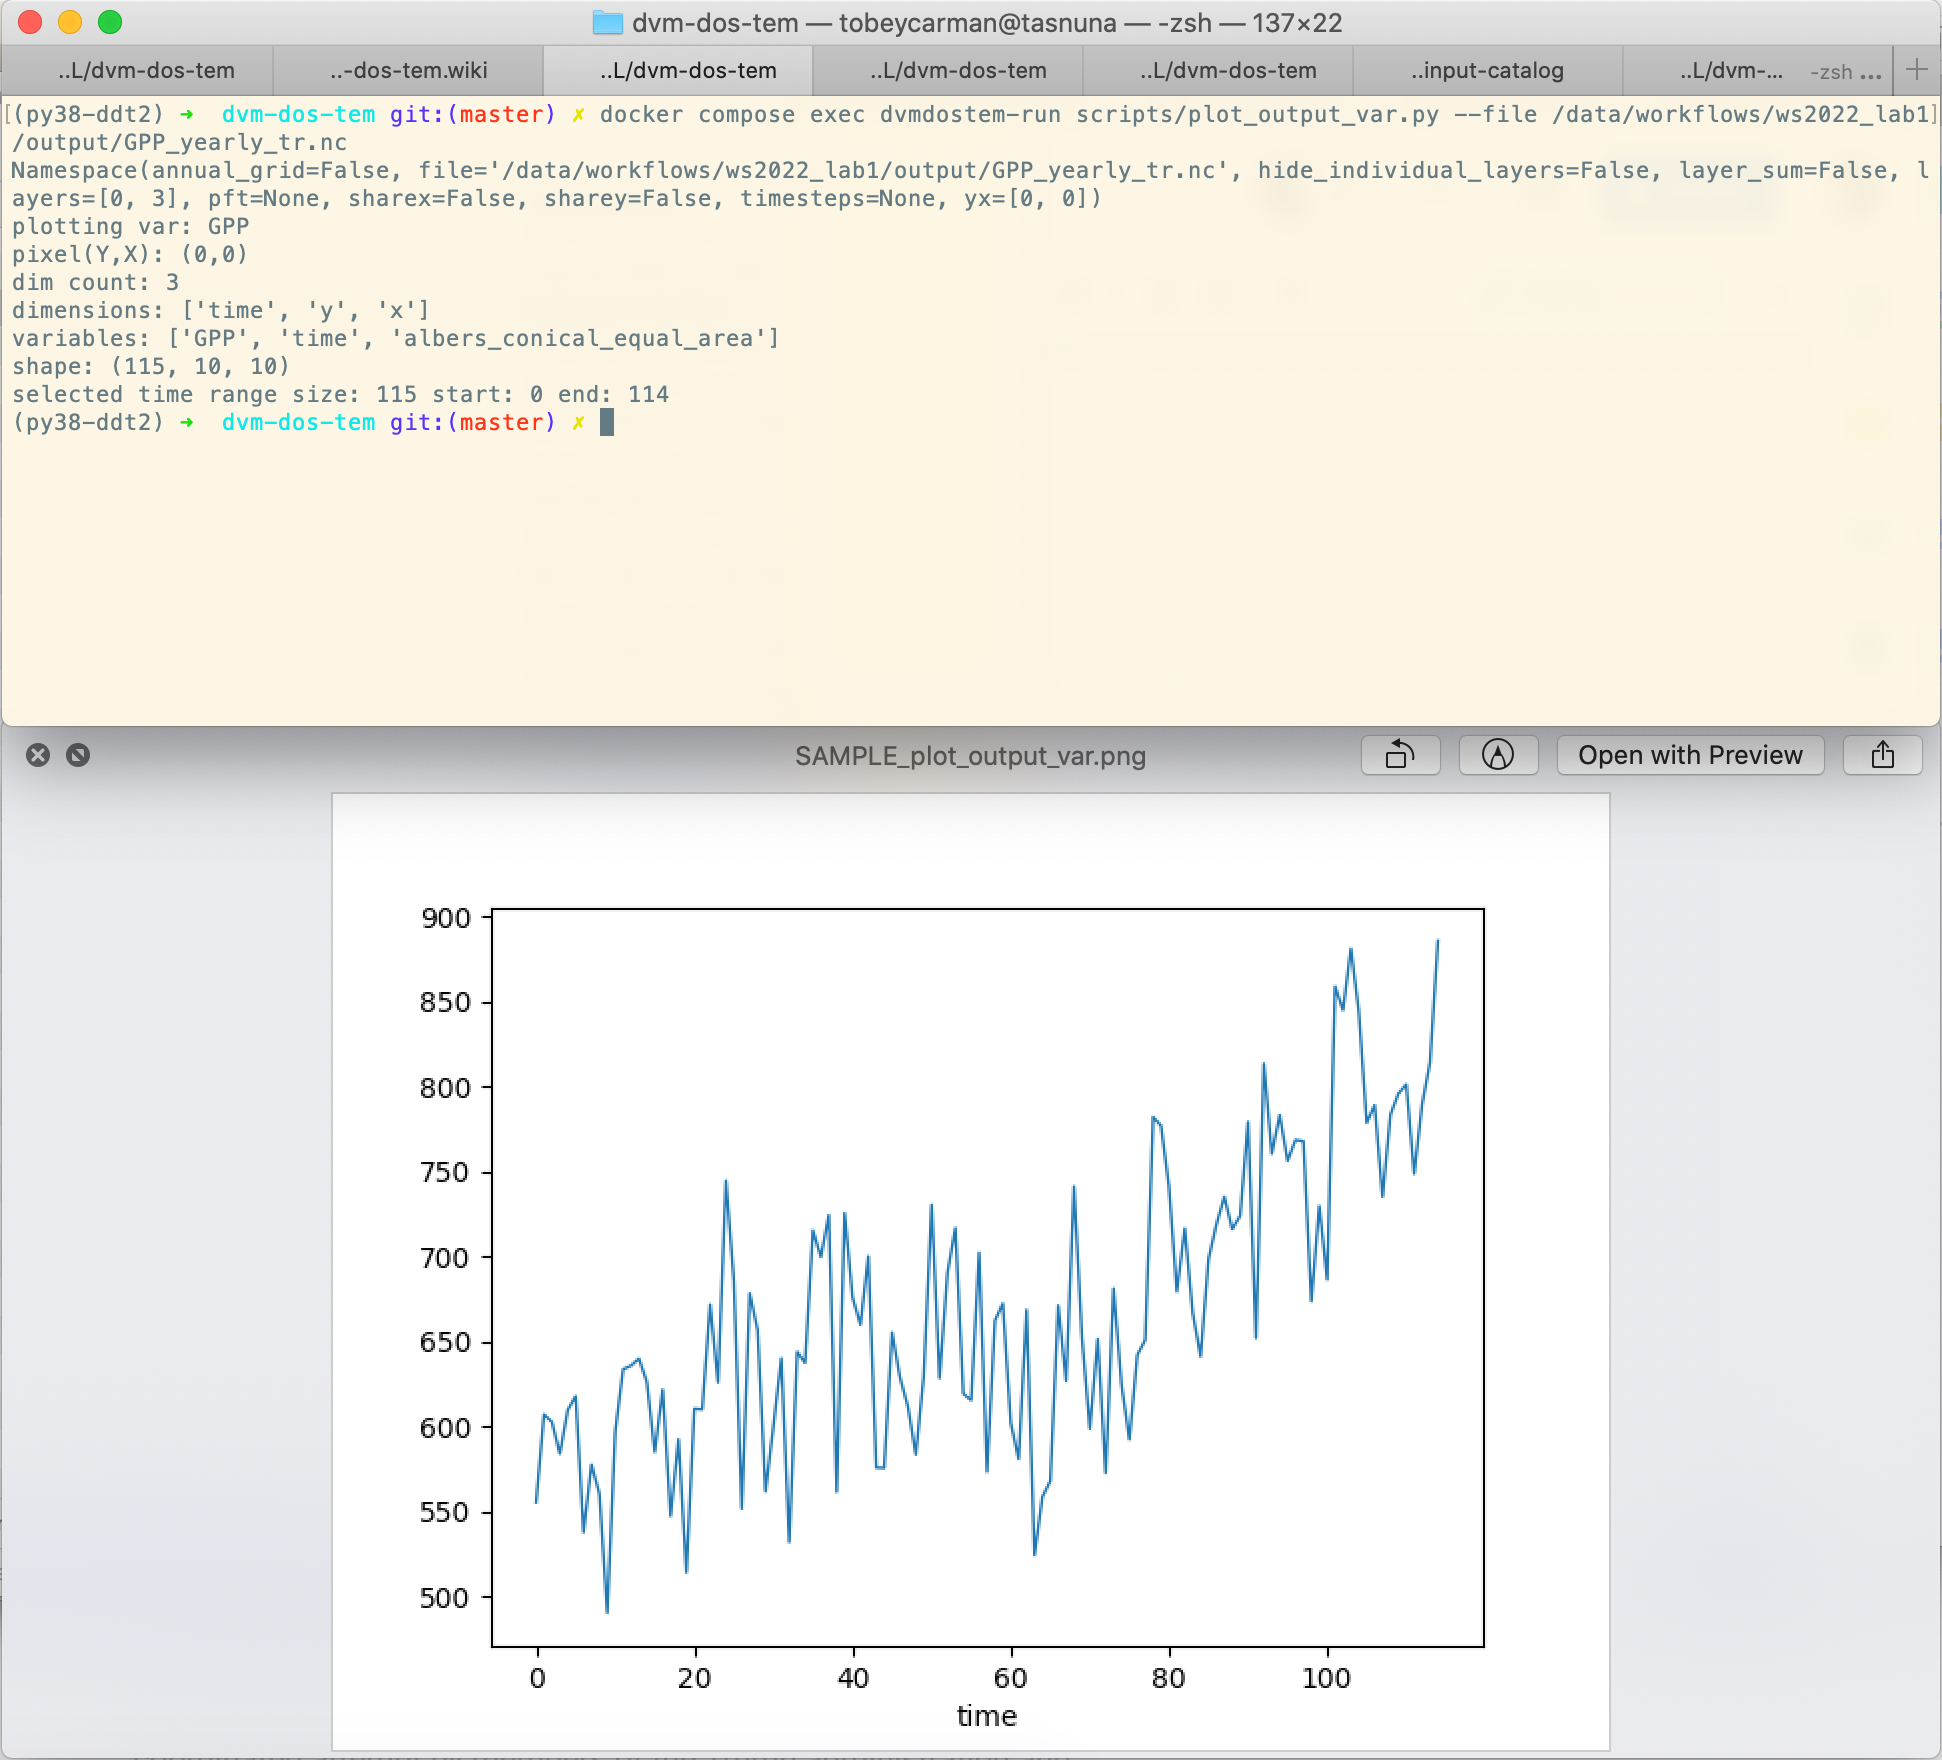 dvm-dos-tem — tobeycarman@tasnuna — -zsh — 137×22
..L/dvm-dos-tem ..-dos-tem.wiki ..L/dvm-dos-tem ..L/dvm-dos-tem ..L/dvm-dos-tem ..input-catalog ..L/dvm-... -zsh ...
[(py38-ddt2) ➜  dvm-dos-tem git:(master) ✗ docker compose exec dvmdostem-run scripts/plot_output_var.py --file /data/workflows/ws2022_lab1]
/output/GPP_yearly_tr.nc
Namespace(annual_grid=False, file='/data/workflows/ws2022_lab1/output/GPP_yearly_tr.nc', hide_individual_layers=False, layer_sum=False, l
ayers=[0, 3], pft=None, sharex=False, sharey=False, timesteps=None, yx=[0, 0])
plotting var: GPP
pixel(Y,X): (0,0)
dim count: 3
dimensions: ['time', 'y', 'x']
variables: ['GPP', 'time', 'albers_conical_equal_area']
shape: (115, 10, 10)
selected time range size: 115 start: 0 end: 114
(py38-ddt2) ➜  dvm-dos-tem git:(master) ✗
SAMPLE_plot_output_var.png Open with Preview
900
850
800
750
700
650
600
550
500
0 20 40 60 80 100
time